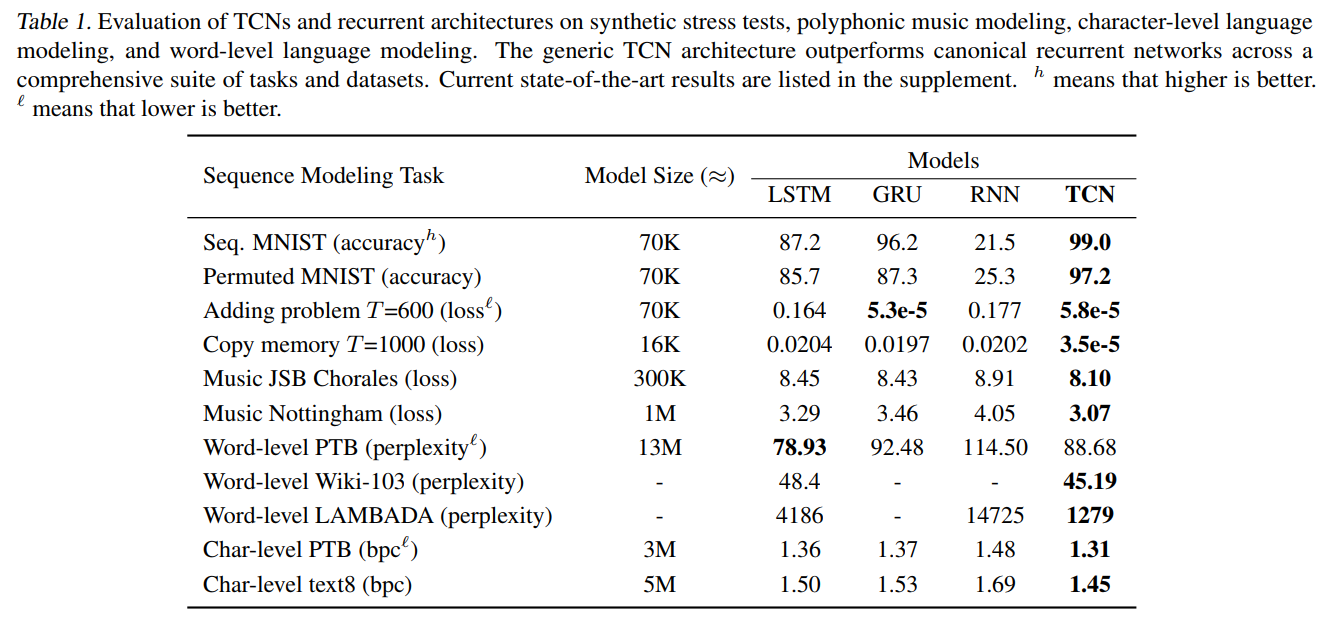 Table 1. Evaluation of TCNs and recurrent architectures on synthetic stress tests, polyphonic music modeling, character-level language
modeling, and word-level language modeling. The generic TCN architecture outperforms canonical recurrent networks across a
comprehensive suite of tasks and datasets. Current state-of-the-art results are listed in the supplement. ʰ means that higher is better.
ℓ means that lower is better.
Sequence Modeling Task Model Size (≈) Models
LSTM GRU RNN TCN
Seq. MNIST (accuracyʰ) 70K 87.2 96.2 21.5 99.0
Permuted MNIST (accuracy) 70K 85.7 87.3 25.3 97.2
Adding problem T=600 (lossℓ) 70K 0.164 5.3e-5 0.177 5.8e-5
Copy memory T=1000 (loss) 16K 0.0204 0.0197 0.0202 3.5e-5
Music JSB Chorales (loss) 300K 8.45 8.43 8.91 8.10
Music Nottingham (loss) 1M 3.29 3.46 4.05 3.07
Word-level PTB (perplexityℓ) 13M 78.93 92.48 114.50 88.68
Word-level Wiki-103 (perplexity) - 48.4 - - 45.19
Word-level LAMBADA (perplexity) - 4186 - 14725 1279
Char-level PTB (bpcℓ) 3M 1.36 1.37 1.48 1.31
Char-level text8 (bpc) 5M 1.50 1.53 1.69 1.45